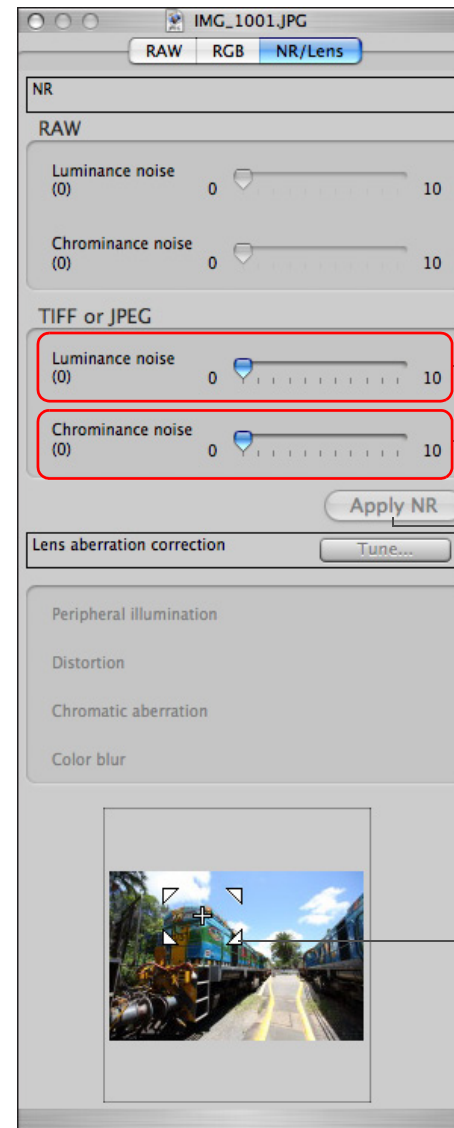 IMG_1001.JPG
RAW RGB NR/Lens
NR
RAW
Luminance noise
(0) 0 10
Chrominance noise
(0) 0 10
TIFF or JPEG
Luminance noise
(0) 0 10
Chrominance noise
(0) 0 10
Apply NR
Lens aberration correction Tune...
Peripheral illumination
Distortion
Chromatic aberration
Color blur